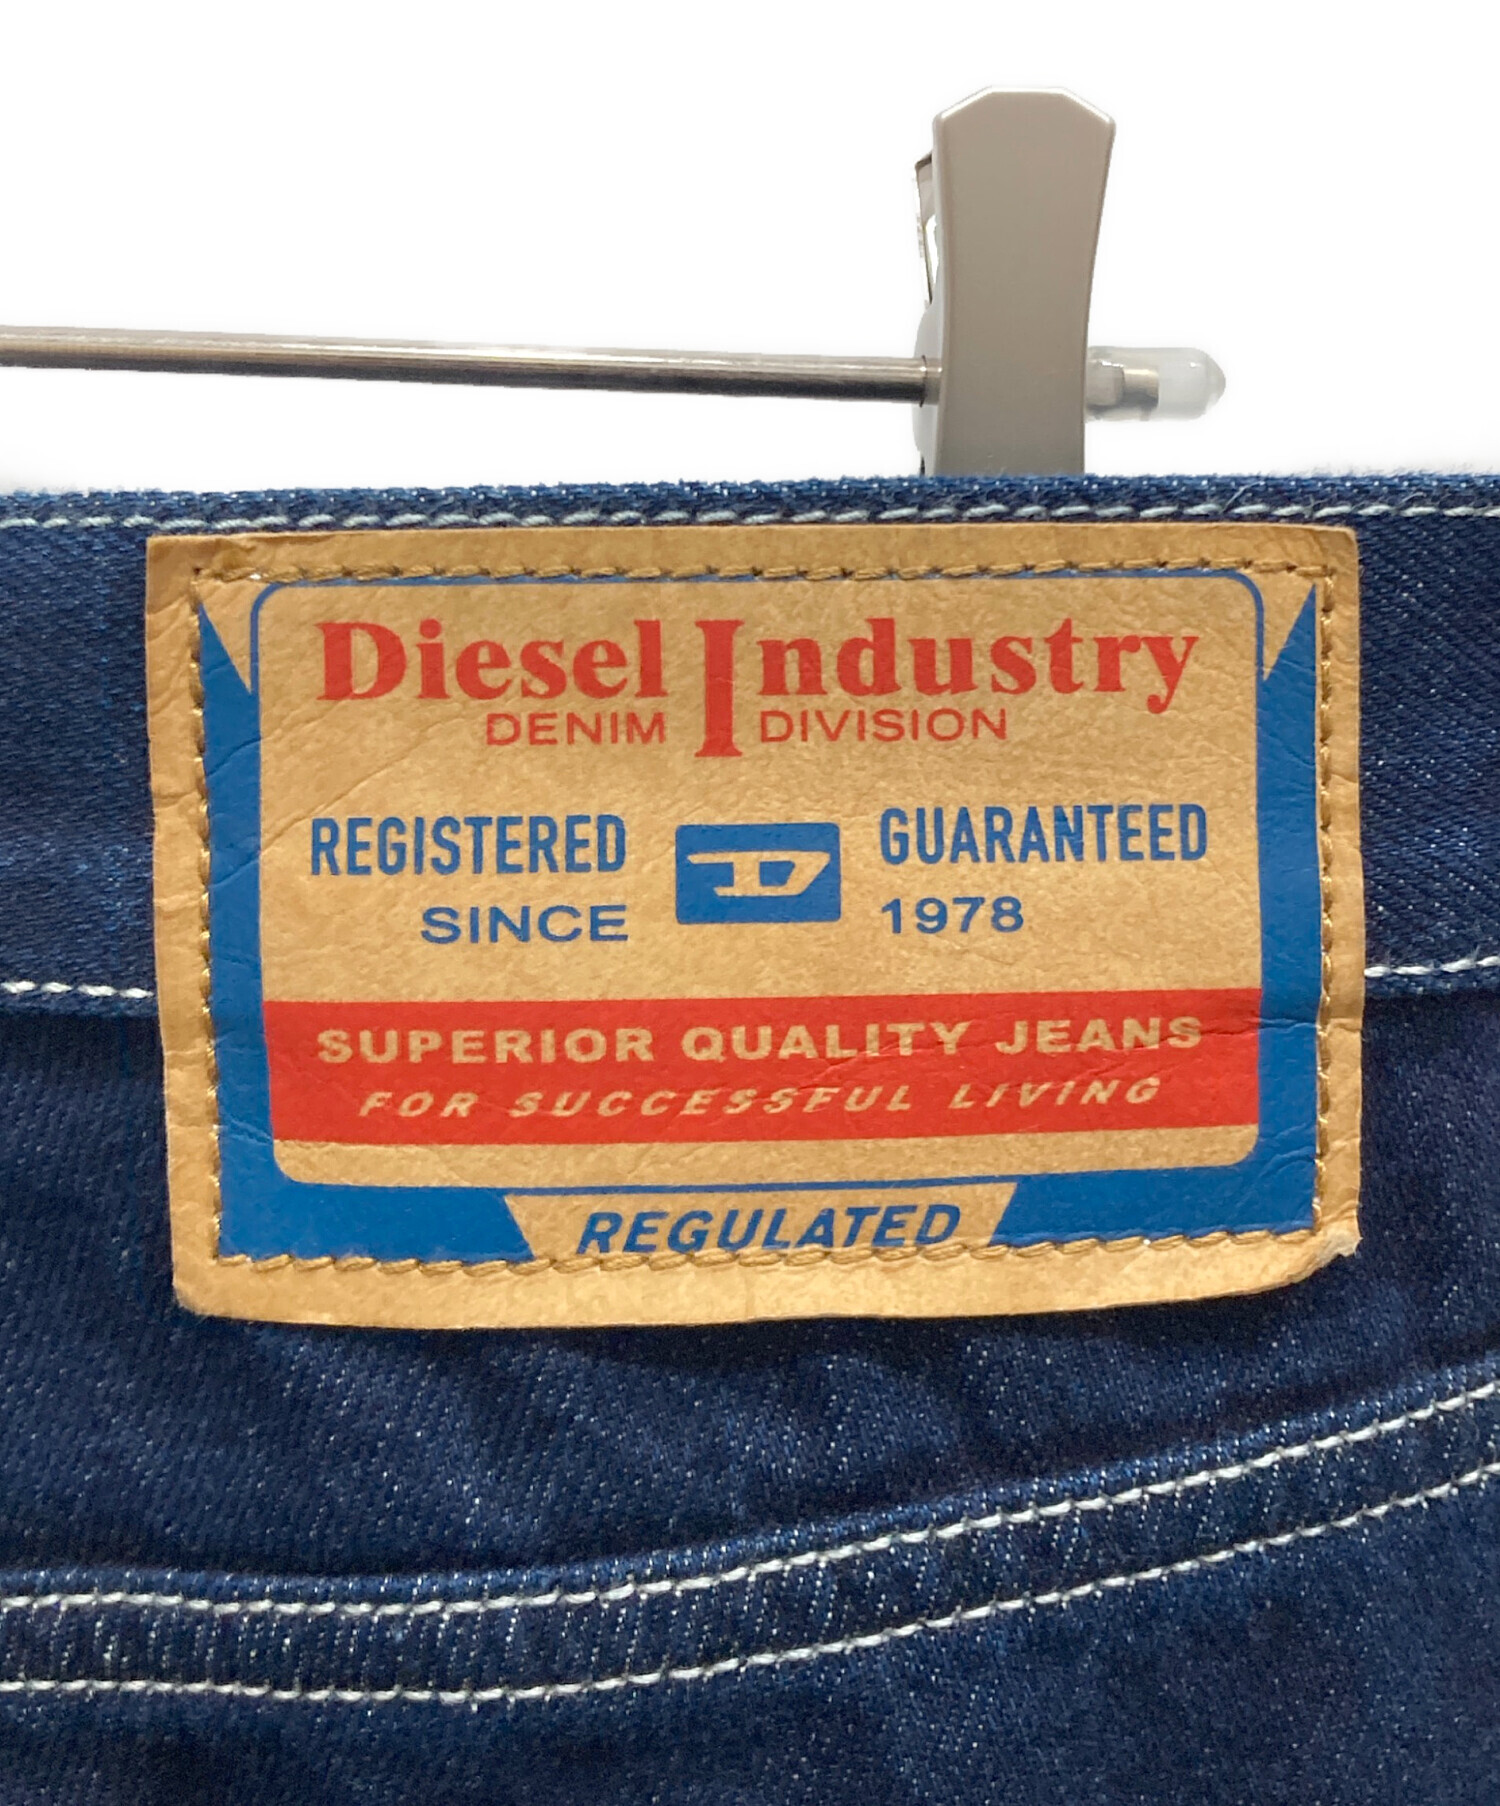 Diesel Industry
DENIM DIVISION
REGISTERED D GUARANTEED
SINCE 1978
SUPERIOR QUALITY JEANS
FOR SUCCESSFUL LIVING
REGULATED